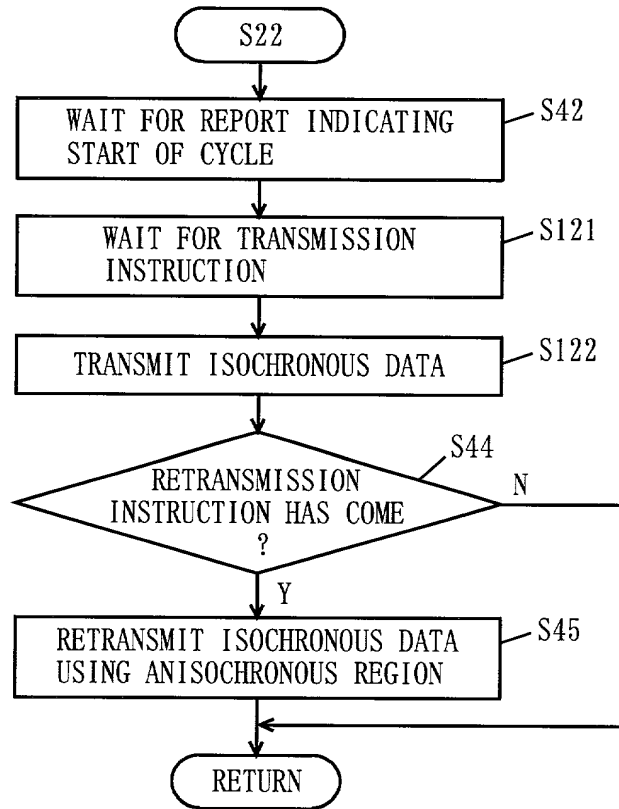 S22
WAIT FOR REPORT INDICATING
START OF CYCLE
S42
WAIT FOR TRANSMISSION
INSTRUCTION
S121
TRANSMIT ISOCHRONOUS DATA
S122
RETRANSMISSION
INSTRUCTION HAS COME
?
S44
N
Y
RETRANSMIT ISOCHRONOUS DATA
USING ANISOCHRONOUS REGION
S45
RETURN